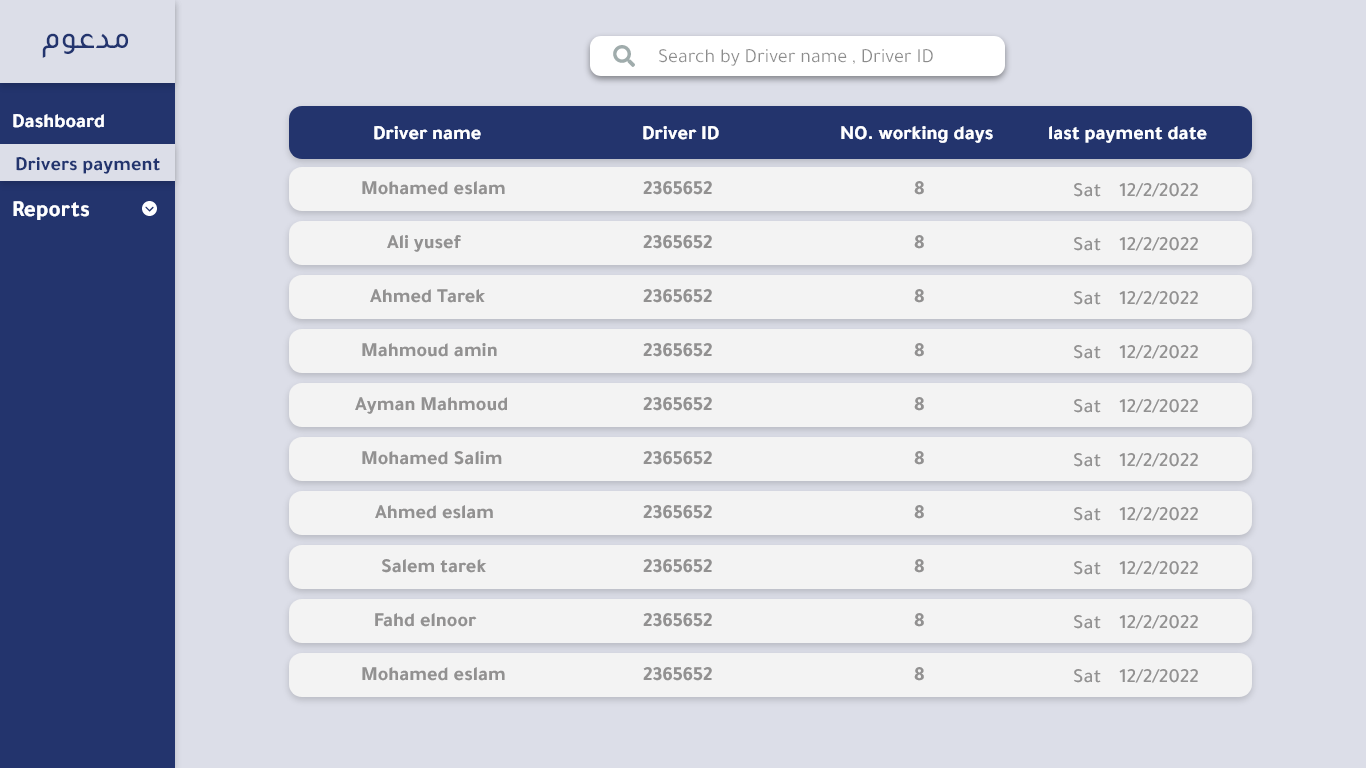 مدعوم
Search by Driver name , Driver ID
Dashboard
Drivers payment
Reports
Driver name Driver ID NO. working days last payment date
Mohamed eslam 2365652 8 Sat 12/2/2022
Ali yusef 2365652 8 Sat 12/2/2022
Ahmed Tarek 2365652 8 Sat 12/2/2022
Mahmoud amin 2365652 8 Sat 12/2/2022
Ayman Mahmoud 2365652 8 Sat 12/2/2022
Mohamed Salim 2365652 8 Sat 12/2/2022
Ahmed eslam 2365652 8 Sat 12/2/2022
Salem tarek 2365652 8 Sat 12/2/2022
Fahd elnoor 2365652 8 Sat 12/2/2022
Mohamed eslam 2365652 8 Sat 12/2/2022